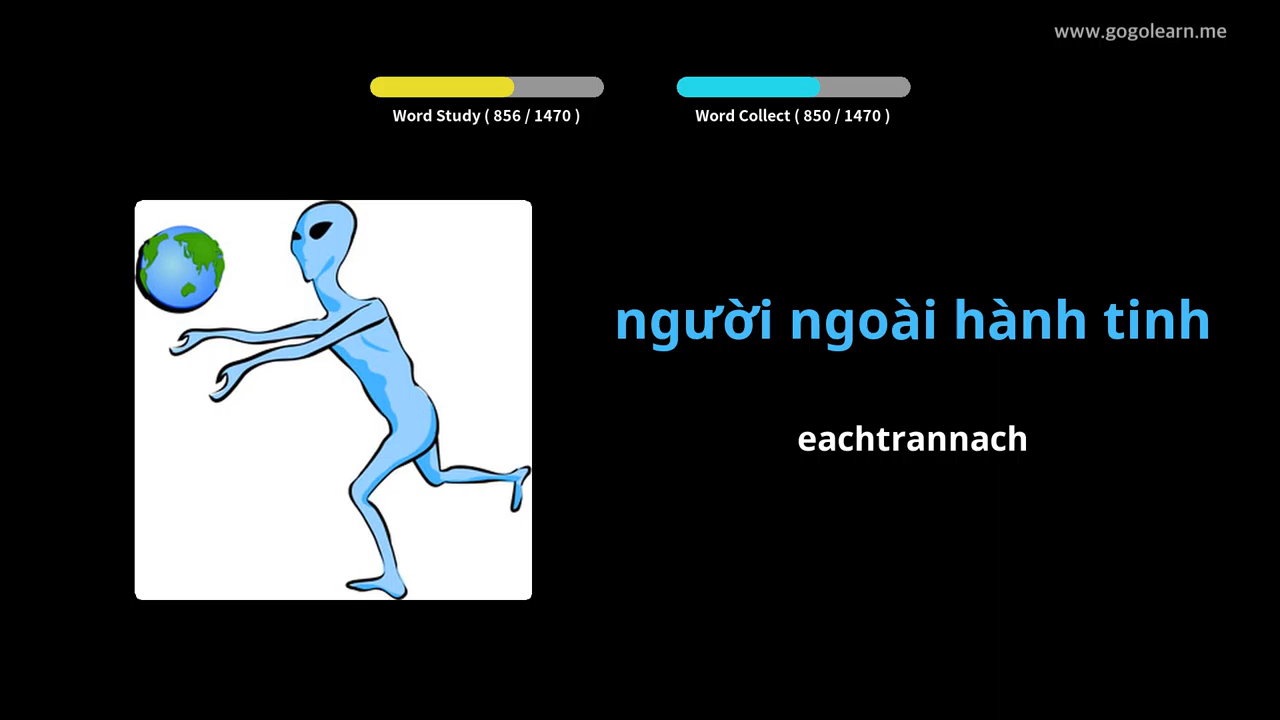 www.gogolearn.me
Word Study ( 856 / 1470 )
Word Collect ( 850 / 1470 )
người ngoài hành tinh
eachtrannach